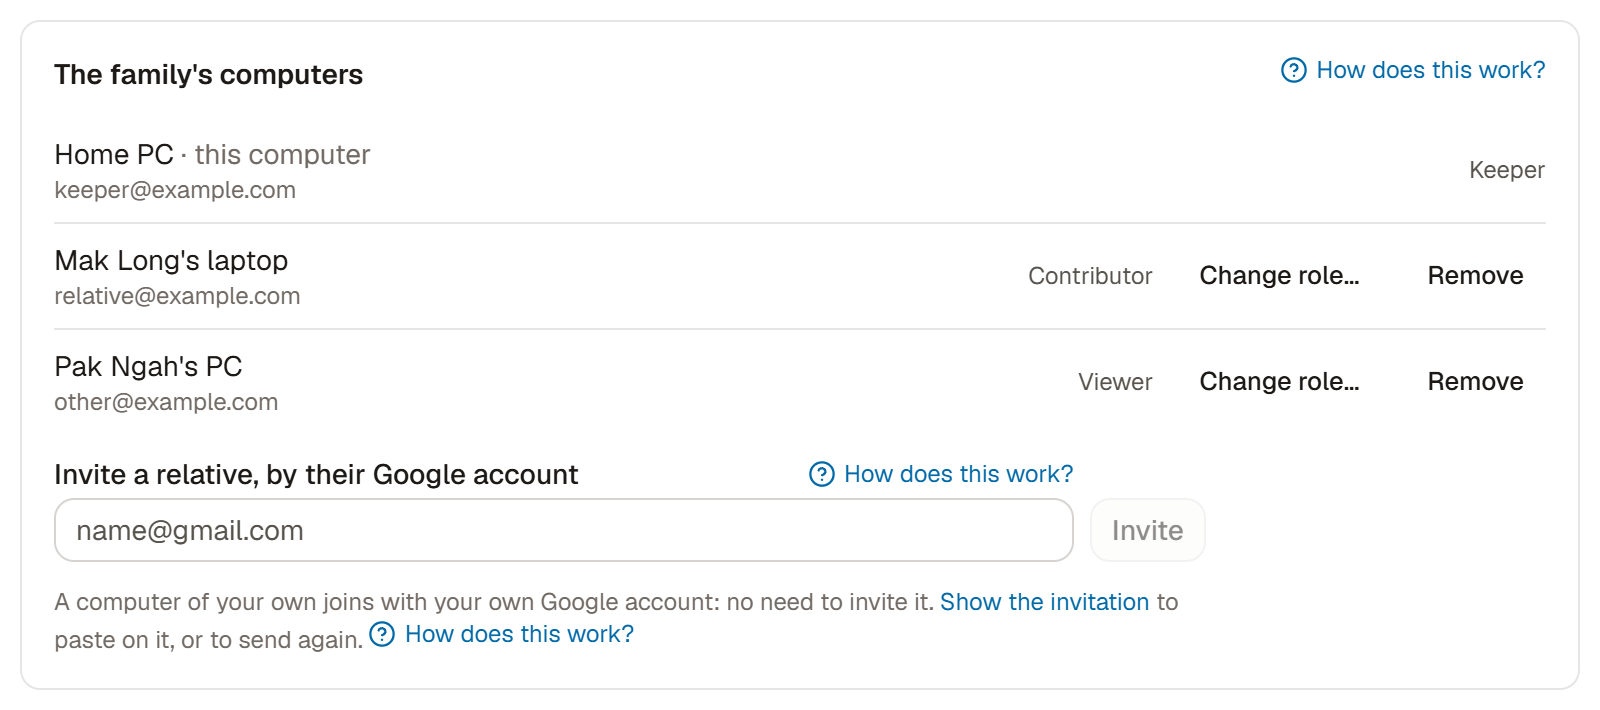 The family's computers
How does this work?
Home PC · this computer
keeper@example.com
Keeper
Mak Long's laptop
relative@example.com
Contributor
Change role...
Remove
Pak Ngah's PC
other@example.com
Viewer
Change role...
Remove
Invite a relative, by their Google account
How does this work?
name@gmail.com
Invite
A computer of your own joins with your own Google account: no need to invite it. Show the invitation to
paste on it, or to send again. How does this work?